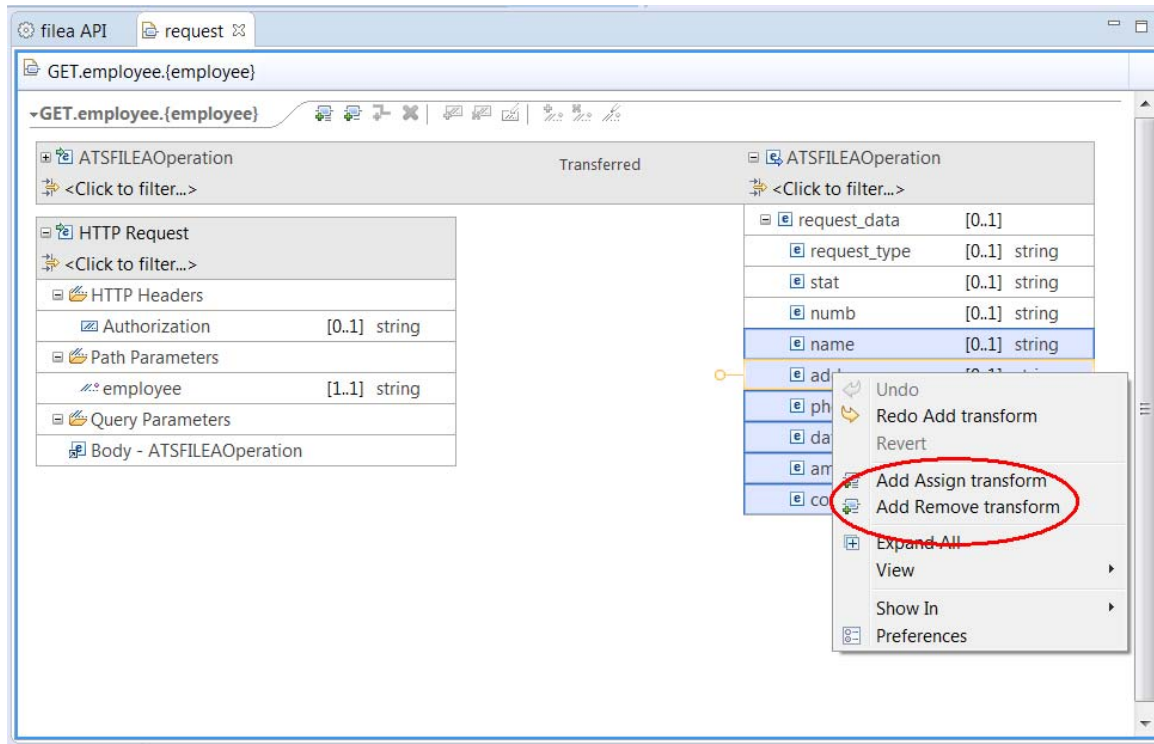 filea API request
GET.employee.{employee}
GET.employee.{employee}
ATSFILEAOperation
<Click to filter...>
Transferred
ATSFILEAOperation
<Click to filter...>
HTTP Request
<Click to filter...>
HTTP Headers
Authorization [0..1] string
Path Parameters
employee [1..1] string
Query Parameters
Body - ATSFILEAOperation
request_data [0..1]
request_type [0..1] string
stat [0..1] string
numb [0..1] string
name [0..1] string
Undo
Redo Add transform
Revert
Add Assign transform
Add Remove transform
Expand All
View
Show In
Preferences